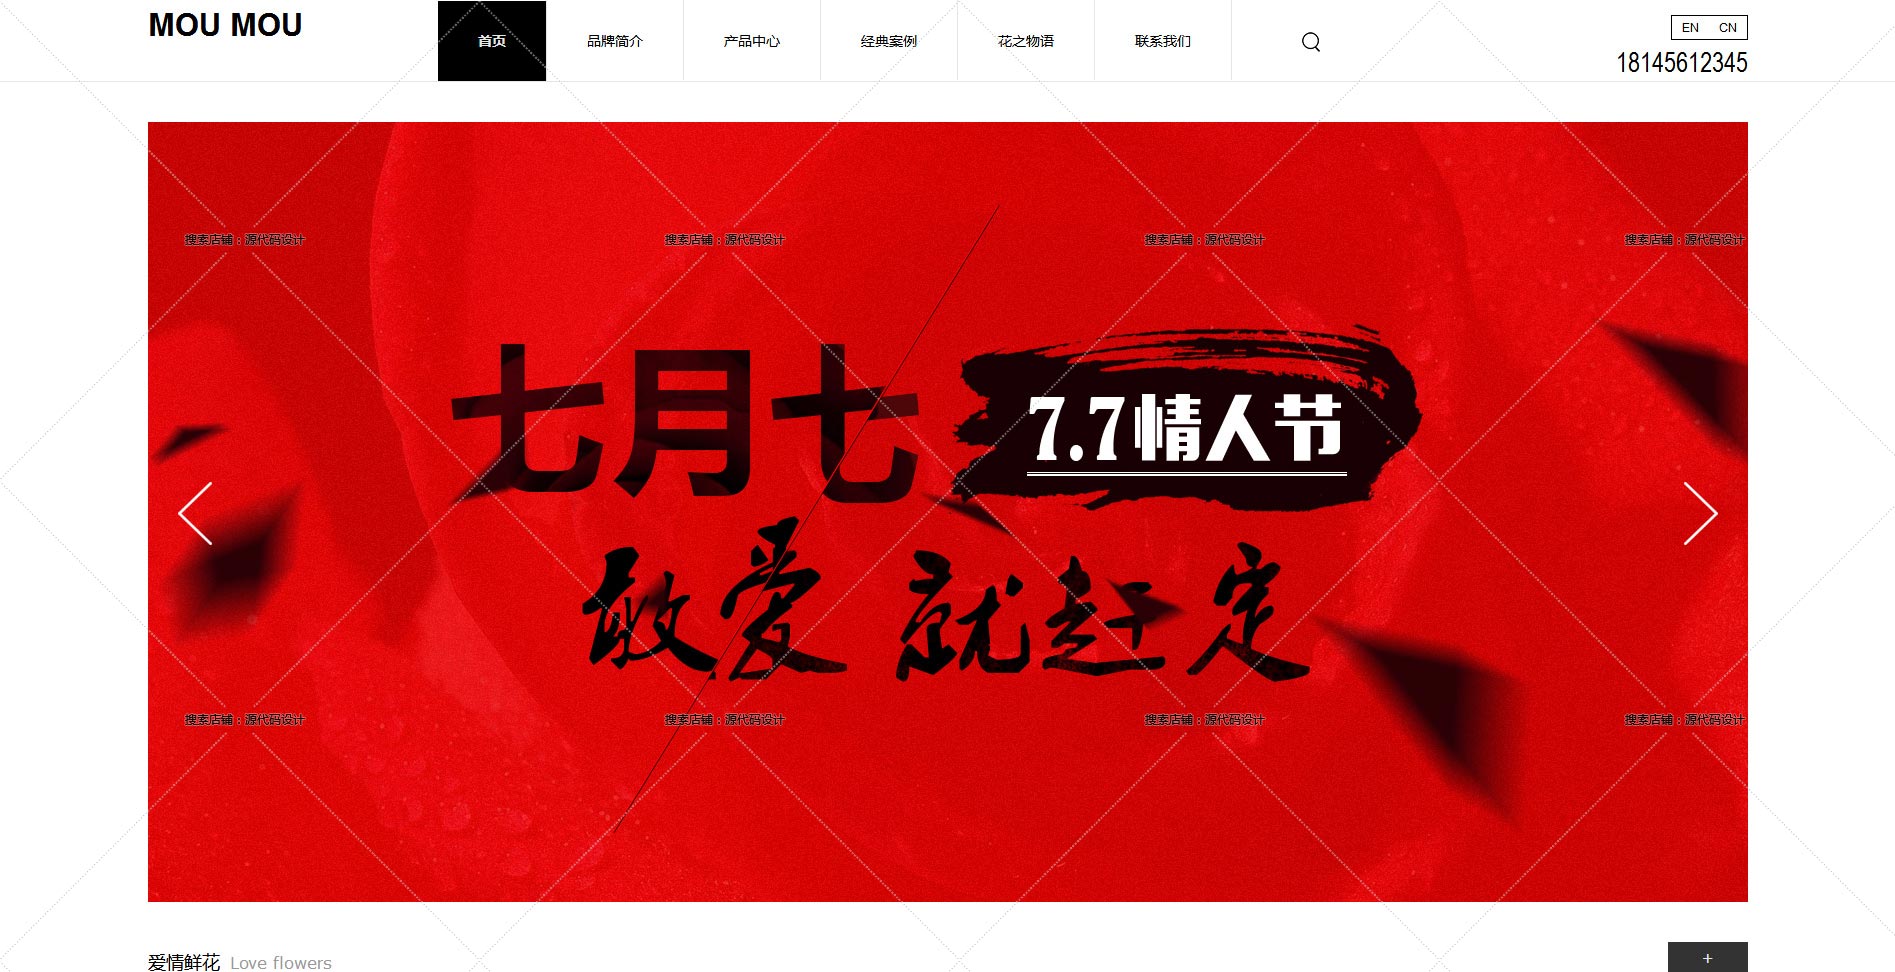 MOU MOU
首页 品牌简介 产品中心 经典案例 花之物语 联系我们
EN CN
18145612345
搜索店铺：源代码设计 搜索店铺：源代码设计 搜索店铺：源代码设计 搜索店铺：源代码设计
七月七 7.7情人节
敢爱 就赶定
搜索店铺：源代码设计 搜索店铺：源代码设计 搜索店铺：源代码设计 搜索店铺：源代码设计
爱情鲜花 Love flowers +